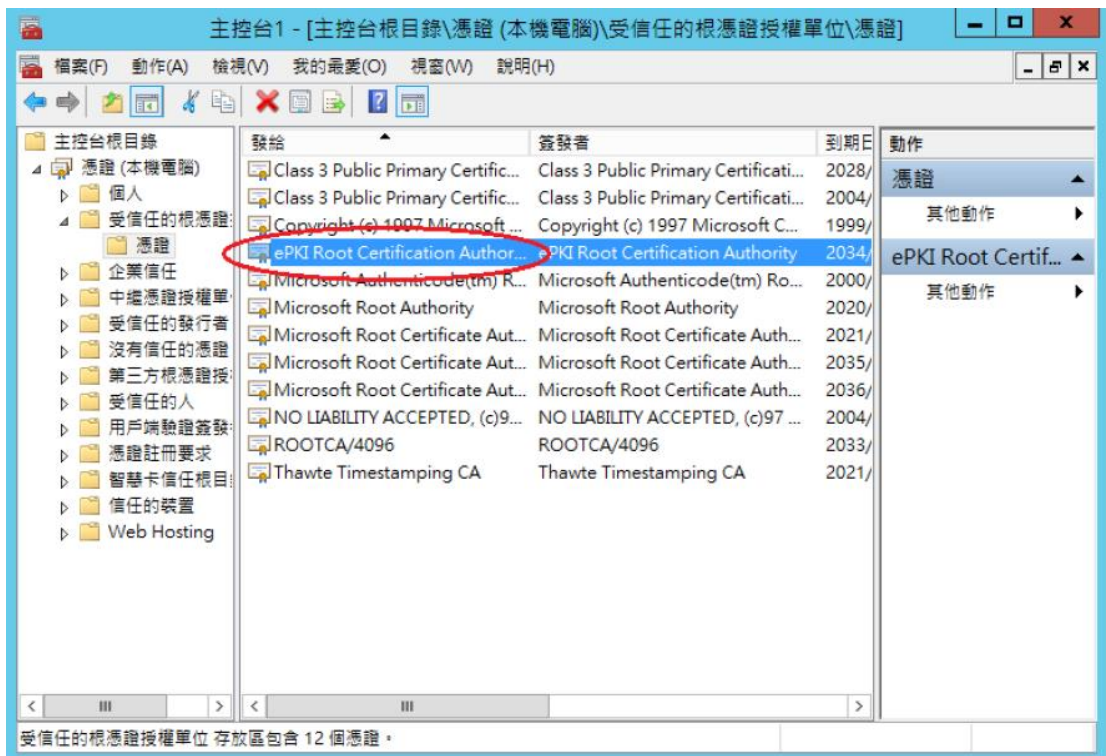 主控台1 - [主控台根目錄\憑證 (本機電腦)\受信任的根憑證授權單位\憑證]
檔案(F) 動作(A) 檢視(V) 我的最愛(O) 視窗(W) 說明(H)
主控台根目錄
憑證 (本機電腦)
個人
受信任的根憑證
憑證
企業信任
中繼憑證授權單
受信任的發行者
沒有信任的憑證
第三方根憑證授
受信任的人
用戶端驗證簽發
憑證註冊要求
智慧卡信任根目
信任的裝置
Web Hosting
發給 簽發者 到期日
Class 3 Public Primary Certific... Class 3 Public Primary Certificati... 2028/
Class 3 Public Primary Certific... Class 3 Public Primary Certificati... 2004/
Copyright (c) 1997 Microsoft ... Copyright (c) 1997 Microsoft C... 1999/
ePKI Root Certification Author... ePKI Root Certification Authority 2034/
Microsoft Authenticode(tm) R... Microsoft Authenticode(tm) Ro... 2000/
Microsoft Root Authority Microsoft Root Authority 2020/
Microsoft Root Certificate Aut... Microsoft Root Certificate Auth... 2021/
Microsoft Root Certificate Aut... Microsoft Root Certificate Auth... 2035/
Microsoft Root Certificate Aut... Microsoft Root Certificate Auth... 2036/
NO LIABILITY ACCEPTED, (c)9... NO LIABILITY ACCEPTED, (c)97 ... 2004/
ROOTCA/4096 ROOTCA/4096 2033/
Thawte Timestamping CA Thawte Timestamping CA 2021/
動作
憑證
其他動作
ePKI Root Certif...
其他動作
受信任的根憑證授權單位 存放區包含 12 個憑證。